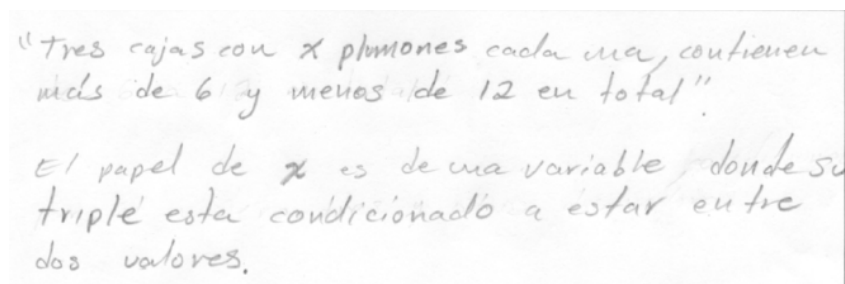 "Tres cajas con x plumones cada una, contienen
más de 6 y menos de 12 en total".
El papel de x es de una variable, donde su
triple esta condicionado a estar entre
dos valores.